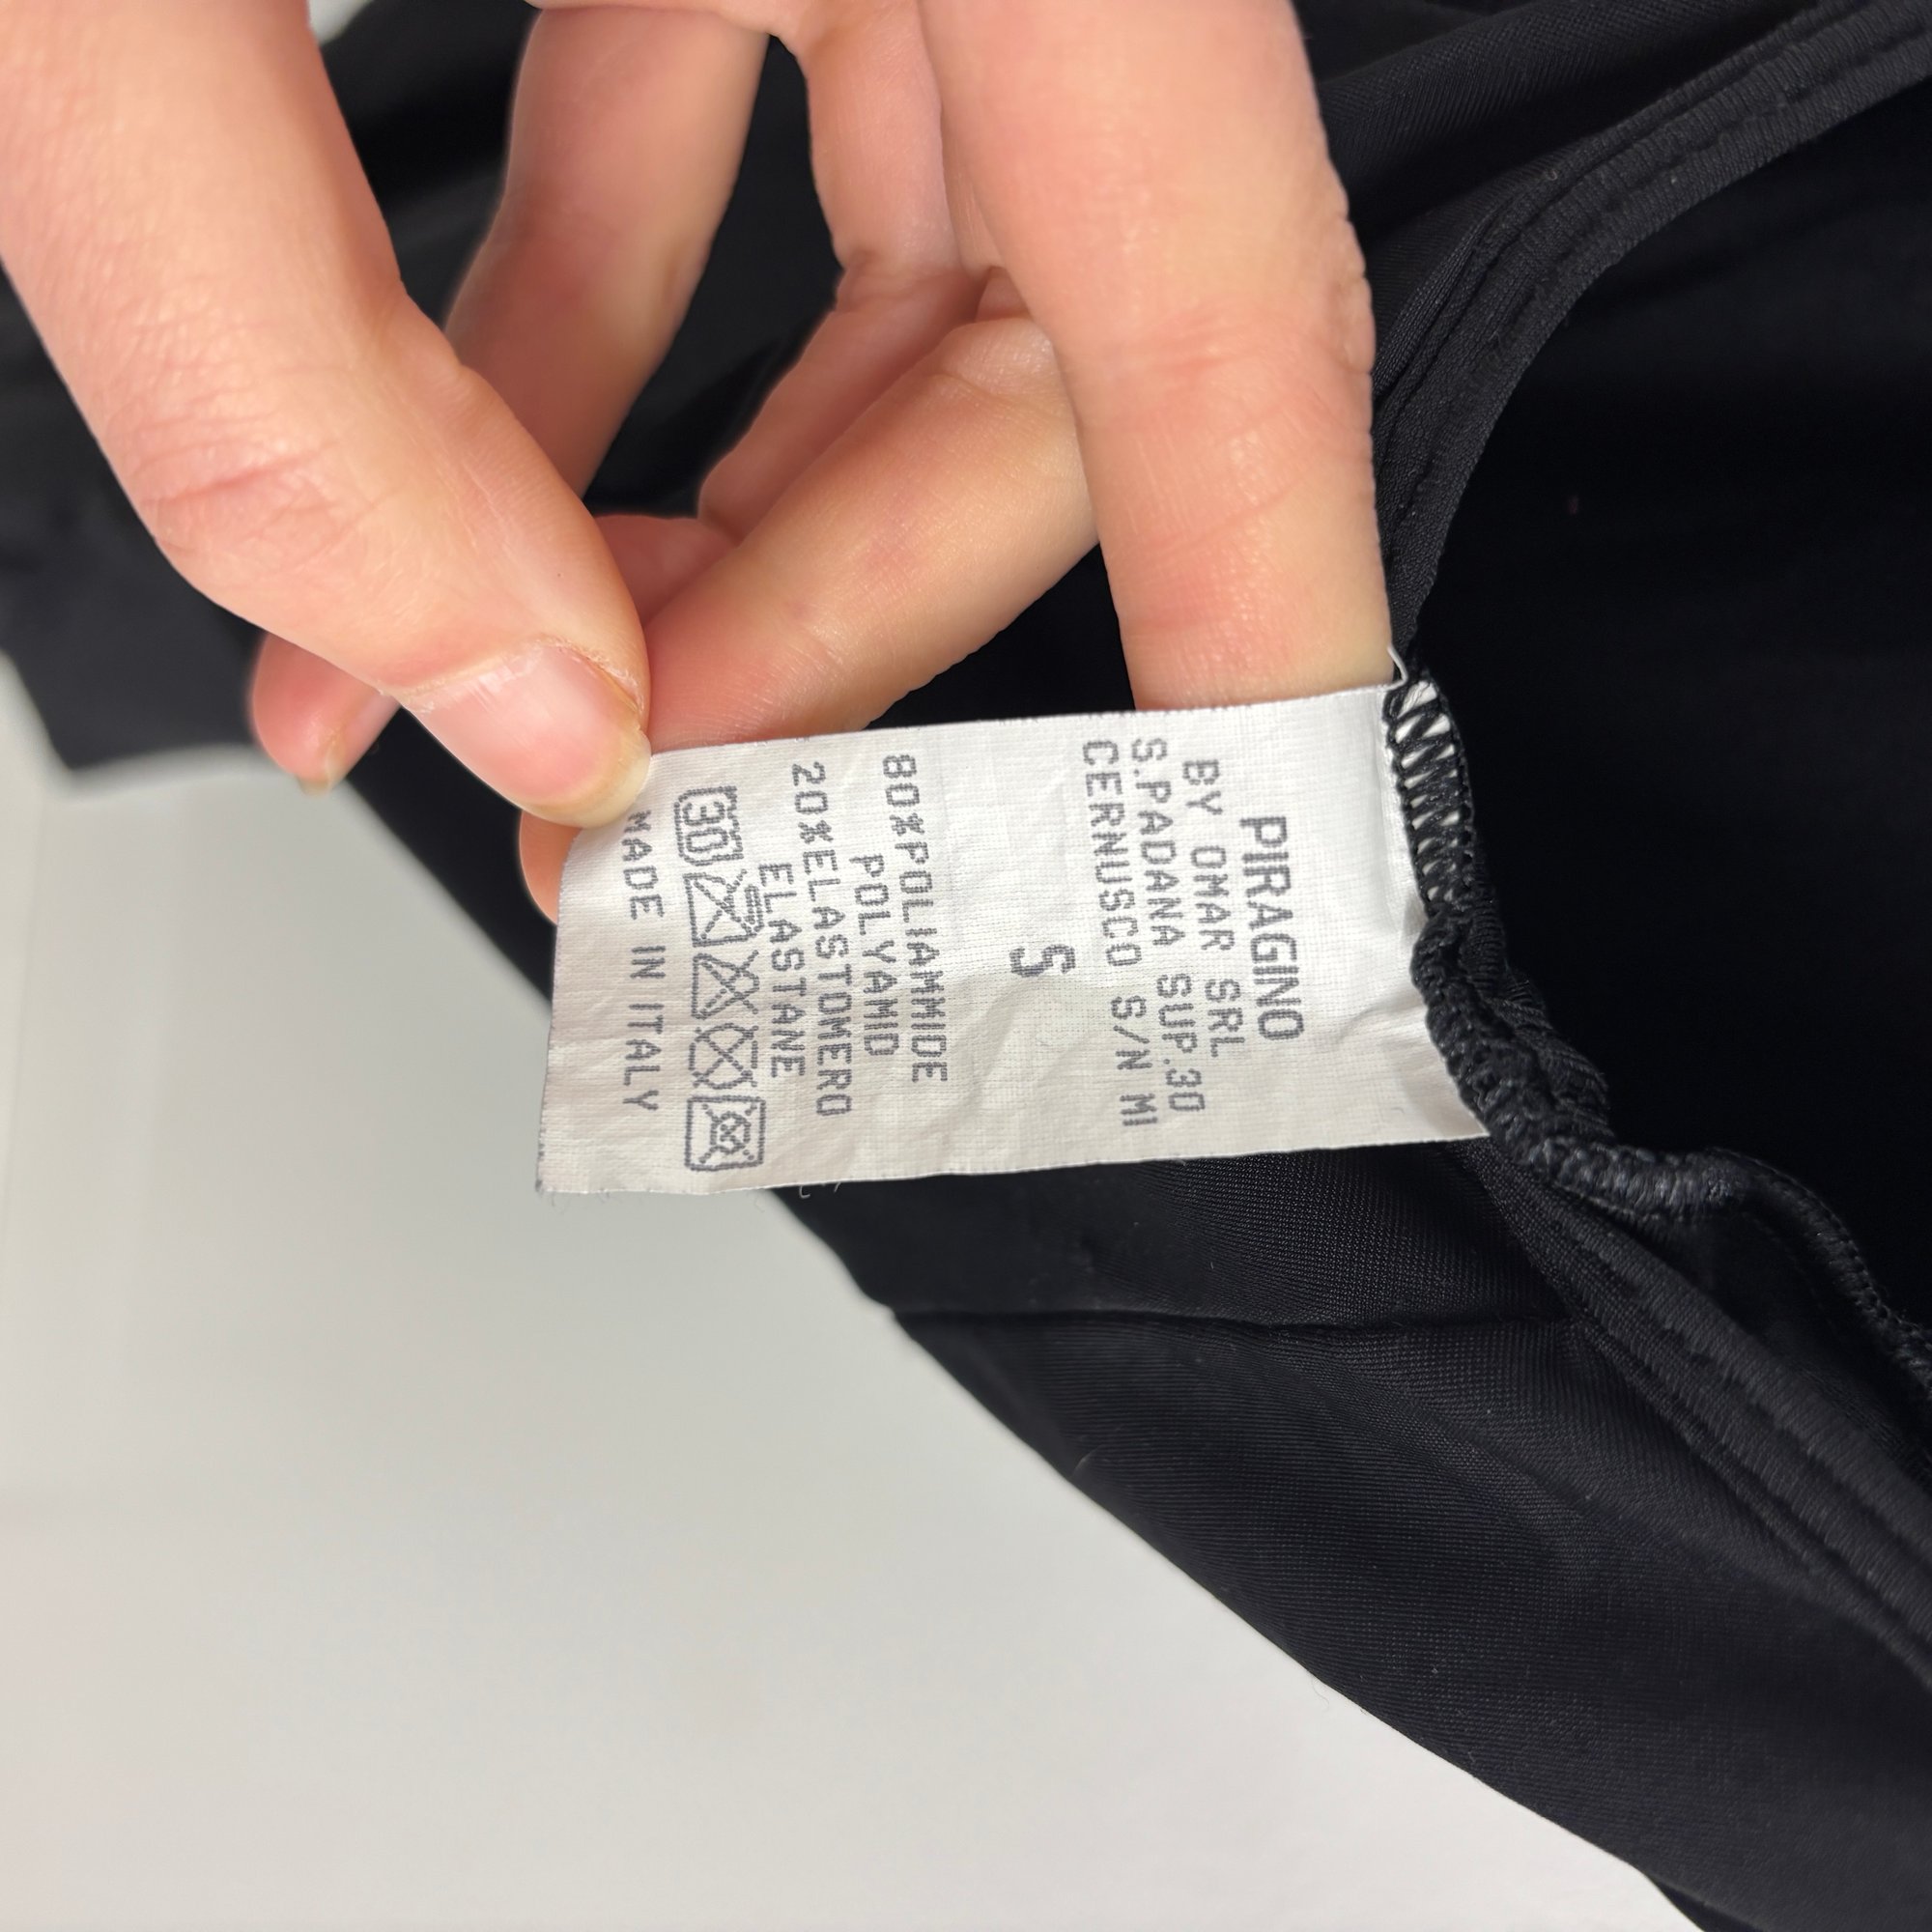 PIRAGINO
BY OMAR SRL
S.PADANA SUP.30
CERNUSCO S/N MI
S
80%POLIAMMIDE
POLYAMID
20%ELASTOMERO
ELASTANE
30
MADE IN ITALY